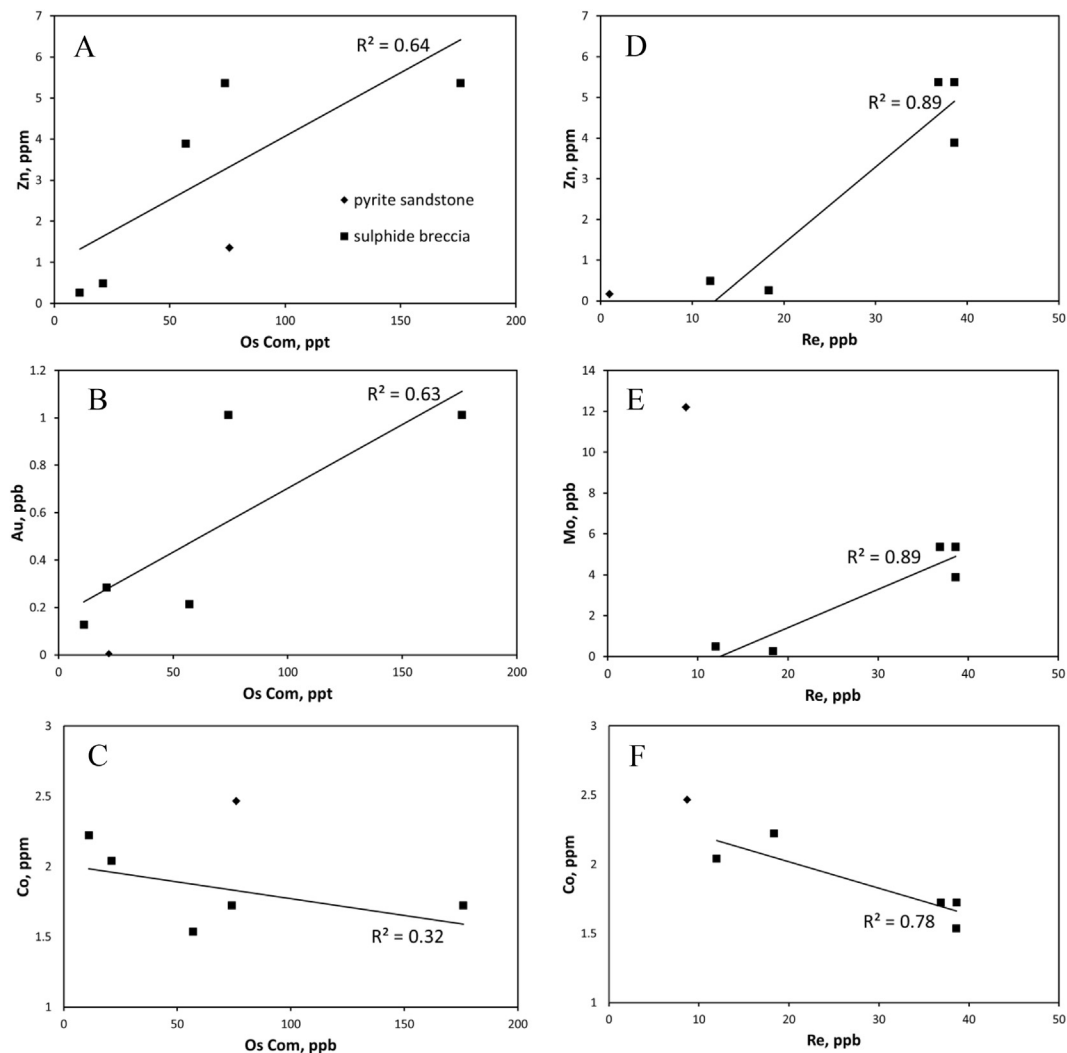 A
R² = 0.64
7
6
5
4
3
2
1
0
Zn, ppm
pyrite sandstone
sulphide breccia
0 50 100 150 200
Os Com, ppt
D
R² = 0.89
7
6
5
4
3
2
1
0
Zn, ppm
0 10 20 30 40 50
Re, ppb
B
R² = 0.63
1.2
1
0.8
0.6
0.4
0.2
0
Au, ppb
0 50 100 150 200
Os Com, ppt
E
R² = 0.89
14
12
10
8
6
4
2
0
Mo, ppb
0 10 20 30 40 50
Re, ppb
C
R² = 0.32
3
2.5
2
1.5
1
Co, ppm
0 50 100 150 200
Os Com, ppb
F
R² = 0.78
3
2.5
2
1.5
1
Co, ppm
0 10 20 30 40 50
Re, ppb